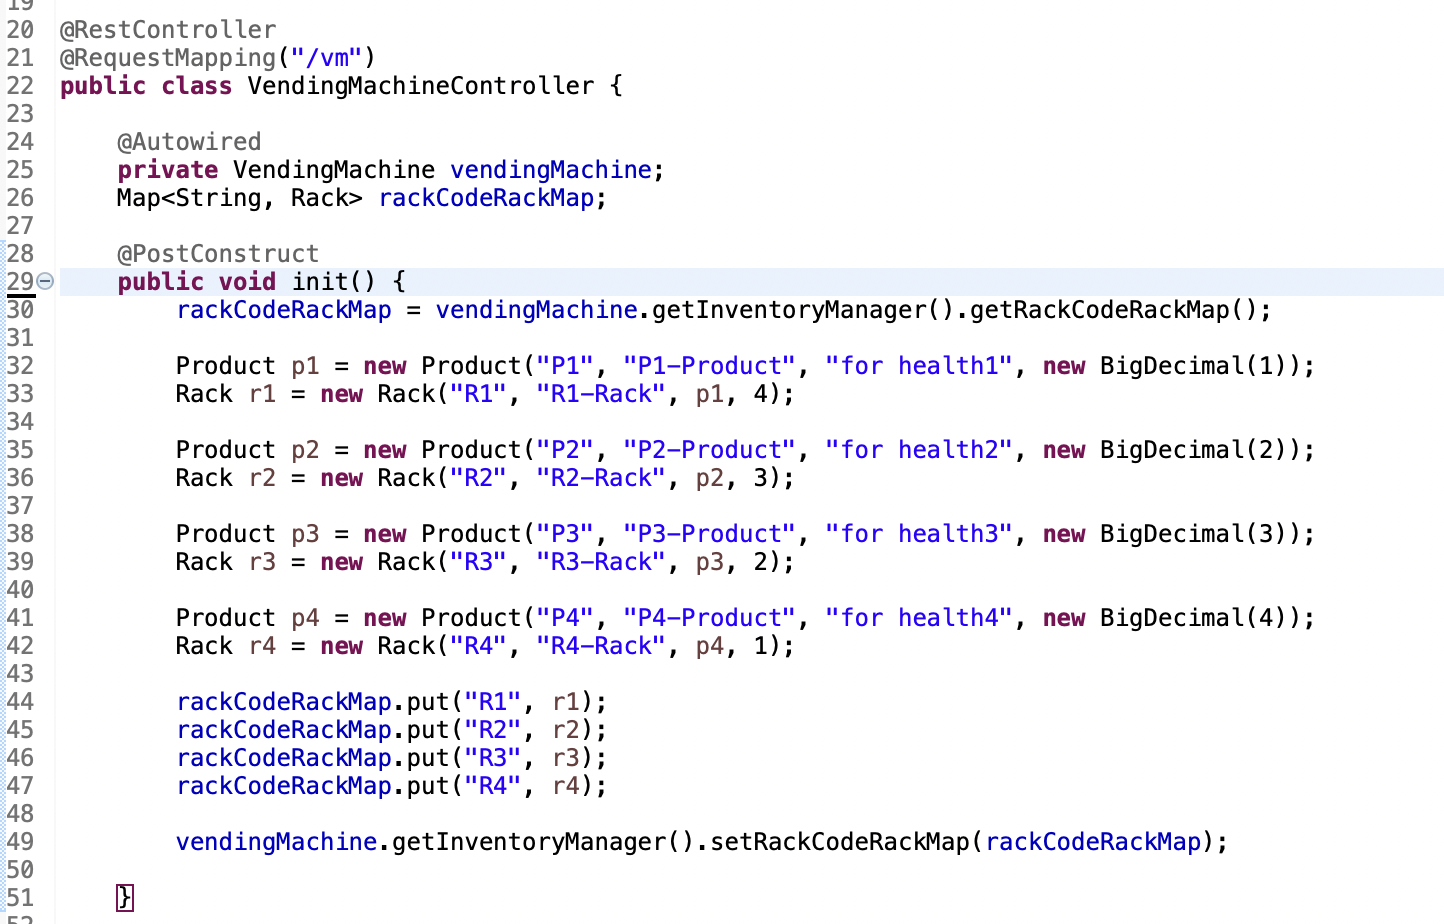 19
20 @RestController
21 @RequestMapping("/vm")
22 public class VendingMachineController {
23
24     @Autowired
25     private VendingMachine vendingMachine;
26     Map<String, Rack> rackCodeRackMap;
27
28     @PostConstruct
29     public void init() {
30         rackCodeRackMap = vendingMachine.getInventoryManager().getRackCodeRackMap();
31
32         Product p1 = new Product("P1", "P1-Product", "for health1", new BigDecimal(1));
33         Rack r1 = new Rack("R1", "R1-Rack", p1, 4);
34
35         Product p2 = new Product("P2", "P2-Product", "for health2", new BigDecimal(2));
36         Rack r2 = new Rack("R2", "R2-Rack", p2, 3);
37
38         Product p3 = new Product("P3", "P3-Product", "for health3", new BigDecimal(3));
39         Rack r3 = new Rack("R3", "R3-Rack", p3, 2);
40
41         Product p4 = new Product("P4", "P4-Product", "for health4", new BigDecimal(4));
42         Rack r4 = new Rack("R4", "R4-Rack", p4, 1);
43
44         rackCodeRackMap.put("R1", r1);
45         rackCodeRackMap.put("R2", r2);
46         rackCodeRackMap.put("R3", r3);
47         rackCodeRackMap.put("R4", r4);
48
49         vendingMachine.getInventoryManager().setRackCodeRackMap(rackCodeRackMap);
50
51     }
52